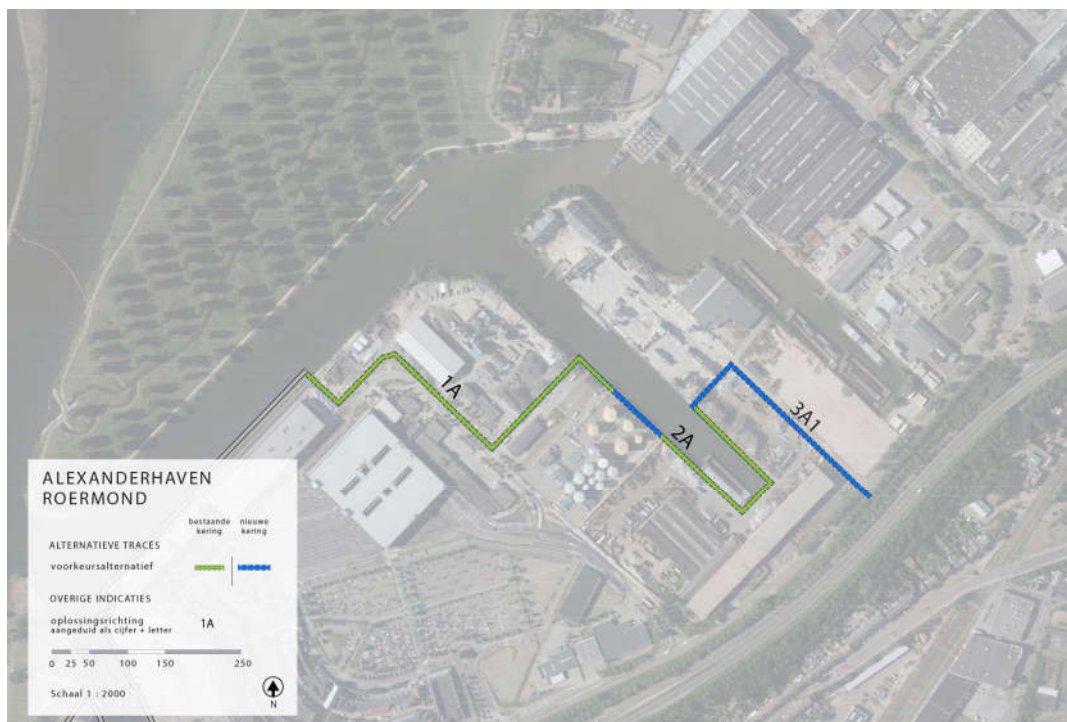 1A
2A
3A1
ALEXANDERHAVEN
ROERMOND
bestaande nieuwe
kering kering
ALTERNATIEVE TRACES
voorkeursalternatief
OVERIGE INDICATIES
oplossingsrichting 1A
aangeduid als cijfer + letter
0 25 50 100 150 250
Schaal 1 : 2000
N